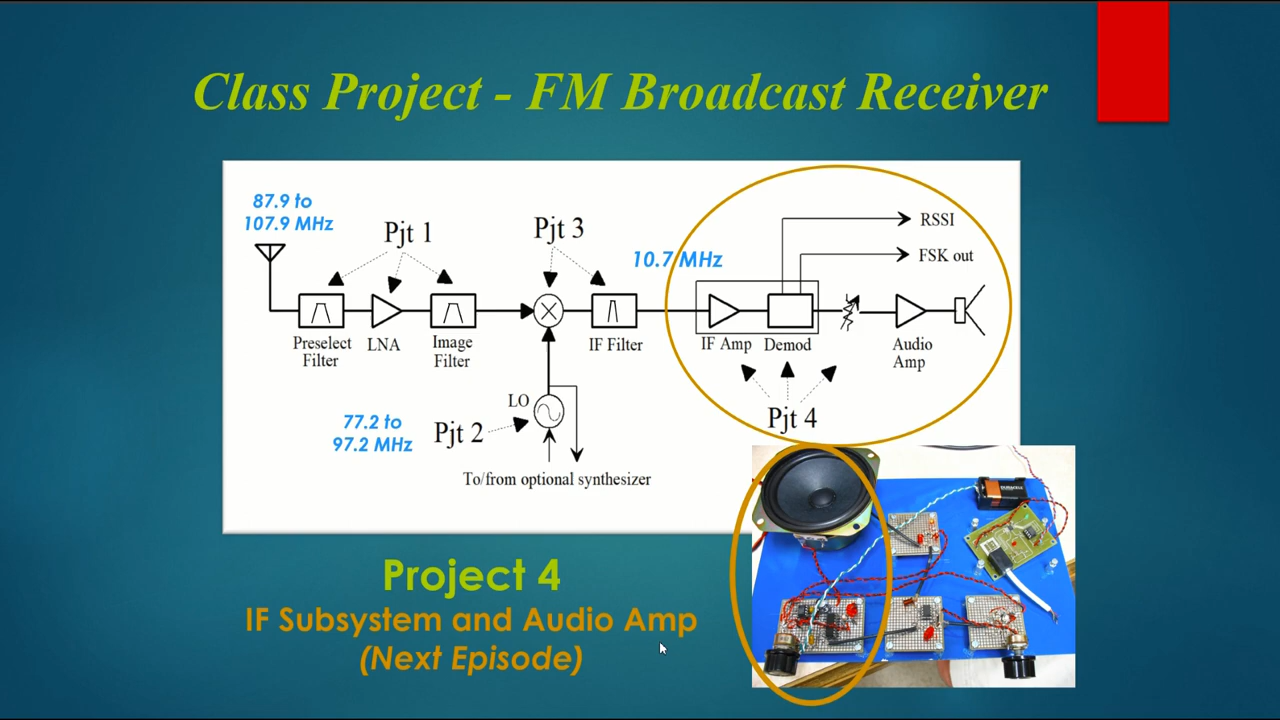 Class Project - FM Broadcast Receiver
87.9 to
107.9 MHz
Pjt 1
Pjt 3
10.7 MHz
RSSI
FSK out
Preselect
Filter
LNA
Image
Filter
IF Filter
IF Amp
Demod
Audio
Amp
LO
77.2 to
97.2 MHz
Pjt 2
Pjt 4
To/from optional synthesizer
DURACELL
Project 4
IF Subsystem and Audio Amp
(Next Episode)